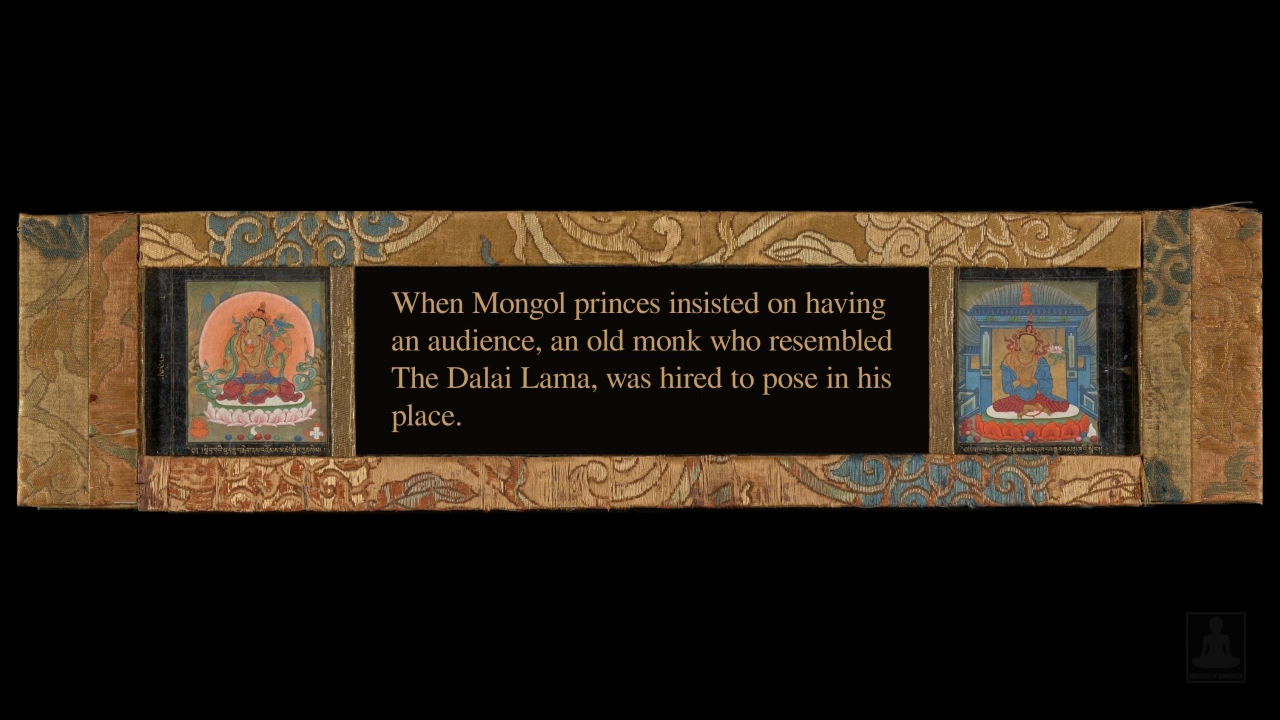 When Mongol princes insisted on having
an audience, an old monk who resembled
The Dalai Lama, was hired to pose in his
place.